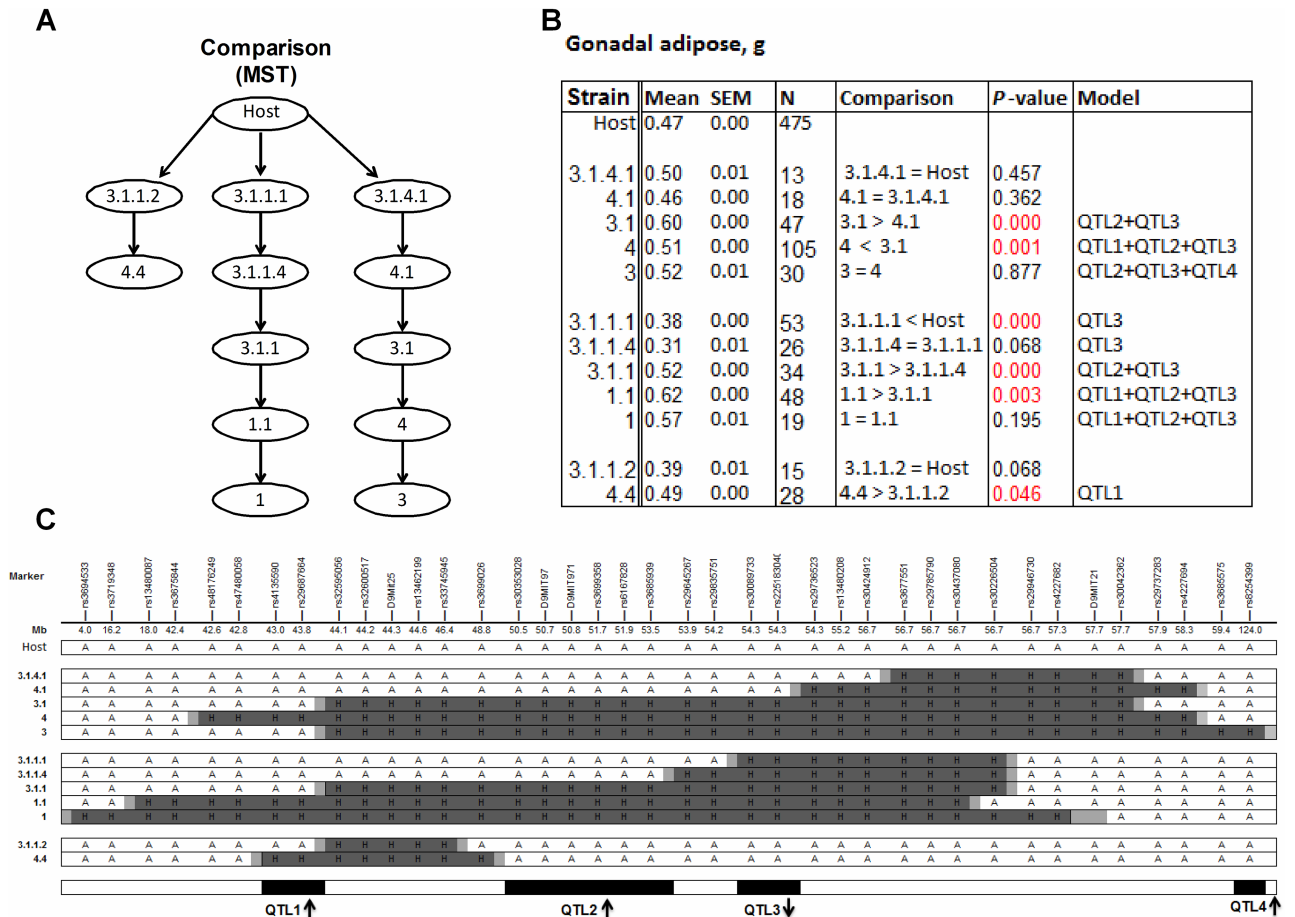 A
Comparison
(MST)
Host
3.1.1.2 3.1.1.1 3.1.4.1
4.4 3.1.1.4 4.1
3.1.1 3.1
1.1 4
1 3
B
Gonadal adipose, g
Strain Mean SEM N Comparison P-value Model
Host 0.47 0.00 475
3.1.4.1 0.50 0.01 13 3.1.4.1 = Host 0.457
4.1 0.46 0.00 18 4.1 = 3.1.4.1 0.362
3.1 0.60 0.00 47 3.1 > 4.1 0.000 QTL2+QTL3
4 0.51 0.00 105 4 < 3.1 0.001 QTL1+QTL2+QTL3
3 0.52 0.01 30 3 = 4 0.877 QTL2+QTL3+QTL4
3.1.1.1 0.38 0.00 53 3.1.1.1 < Host 0.000 QTL3
3.1.1.4 0.31 0.01 26 3.1.1.4 = 3.1.1.1 0.068 QTL3
3.1.1 0.52 0.00 34 3.1.1 > 3.1.1.4 0.000 QTL2+QTL3
1.1 0.62 0.00 48 1.1 > 3.1.1 0.003 QTL1+QTL2+QTL3
1 0.57 0.01 19 1 = 1.1 0.195 QTL1+QTL2+QTL3
3.1.1.2 0.39 0.01 15 3.1.1.2 = Host 0.068
4.4 0.49 0.00 28 4.4 > 3.1.1.2 0.046 QTL1
C
Marker rs3694533 rs3719348 rs13480087 rs3675844 rs48176249 rs47480058 rs4135590 rs29687664 rs32595056 rs32600517 D9Mit25 rs13462199 rs33745945 rs3699026 rs30353028 D9MIT97 D9MIT971 rs3699358 rs6167828 rs3685939 rs29645267 rs29835751 rs30089733 rs22518304( rs29736523 rs13480208 rs30424912 rs3677551 rs29785790 rs30437080 rs30226504 rs29946730 rs4227682 D9MIT21 rs30042362 rs29737283 rs4227694 rs3685575 rs8254399
Mb 4.0 16.2 18.0 42.4 42.6 42.8 43.0 43.8 44.1 44.2 44.3 44.6 46.4 48.8 50.5 50.7 50.8 51.7 51.9 53.5 53.9 54.2 54.3 54.3 54.3 55.2 56.7 56.7 56.7 56.7 56.7 56.7 57.3 57.7 57.7 57.9 58.3 59.4 124.0
Host A A A A A A A A A A A A A A A A A A A A A A A A A A A A A A A A A A A A A A A
3.1.4.1 A A A A A A A A A A A A A A A A A A A A A A A A A A A H H H H H H H H A A A A
4.1 A A A A A A A A A A A A A A A A A A A A A A A A H H H H H H H H H H H H H A A
3.1 A A A A A A A A H H H H H H H H H H H H H H H H H H H H H H H H H H H A A A A
4 A A A A H H H H H H H H H H H H H H H H H H H H H H H H H H H H H H H H H A A
3 A A A A A A A A H H H H H H H H H H H H H H H H H H H H H H H H H H H H H H H
3.1.1.1 A A A A A A A A A A A A A A A A A A A A A A H H H H H H H H H A A A A A A A A
3.1.1.4 A A A A A A A A A A A A A A A A A A A A H H H H H H H H H H H A A A A A A A A
3.1.1 A A A A A A A A H H H H H H H H H H H H H H H H H H H H H H H A A A A A A A A
1.1 A A H H H H H H H H H H H H H H H H H H H H H H H H H H H H A A A A A A A A A
1 H H H H H H H H H H H H H H H H H H H H H H H H H H H H H H H H H A A A A A A
3.1.1.2 A A A A A A A A H H H H H A A A A A A A A A A A A A A A A A A A A A A A A A A
4.4 A A A A A A H H H H H H H H A A A A A A A A A A A A A A A A A A A A A A A A A
QTL1 QTL2 QTL3 QTL4